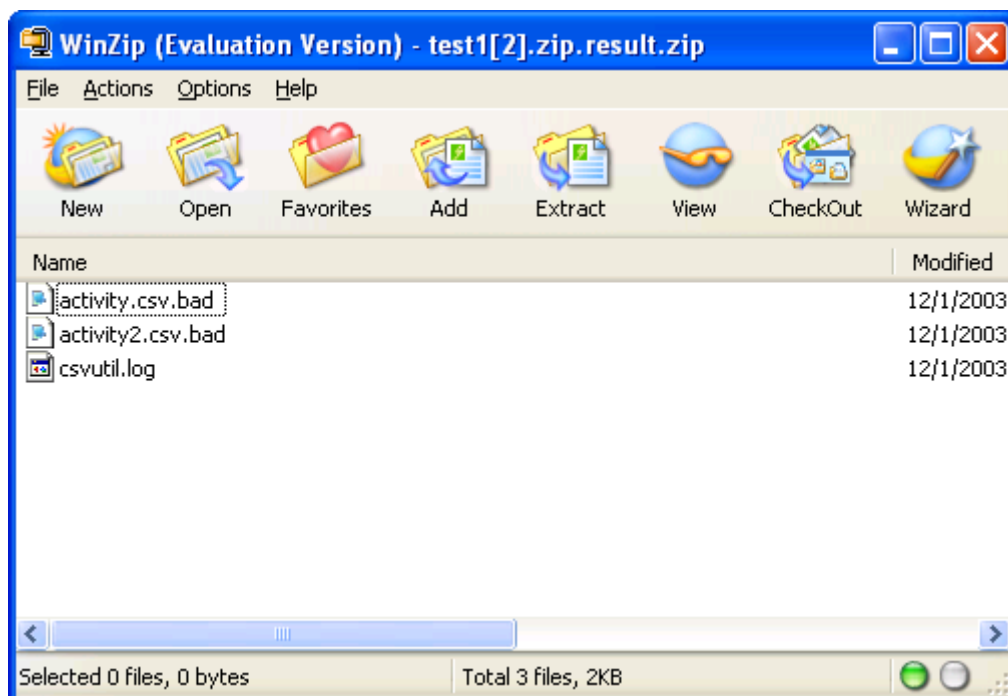 WinZip (Evaluation Version) - test1[2].zip.result.zip
File Actions Options Help
New Open Favorites Add Extract View CheckOut Wizard
Name Modified
activity.csv.bad 12/1/2003
activity2.csv.bad 12/1/2003
csvutil.log 12/1/2003
Selected 0 files, 0 bytes Total 3 files, 2KB